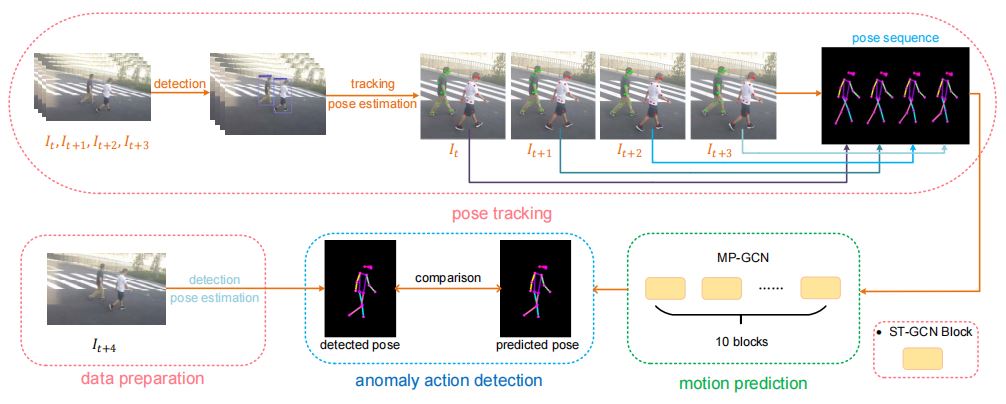 pose sequence
detection
tracking
pose estimation
I_t, I_{t+1}, I_{t+2}, I_{t+3}
I_t
I_{t+1}
I_{t+2}
I_{t+3}
pose tracking
detection
pose estimation
I_{t+4}
data preparation
comparison
detected pose
predicted pose
anomaly action detection
MP-GCN
......
10 blocks
motion prediction
• ST-GCN Block